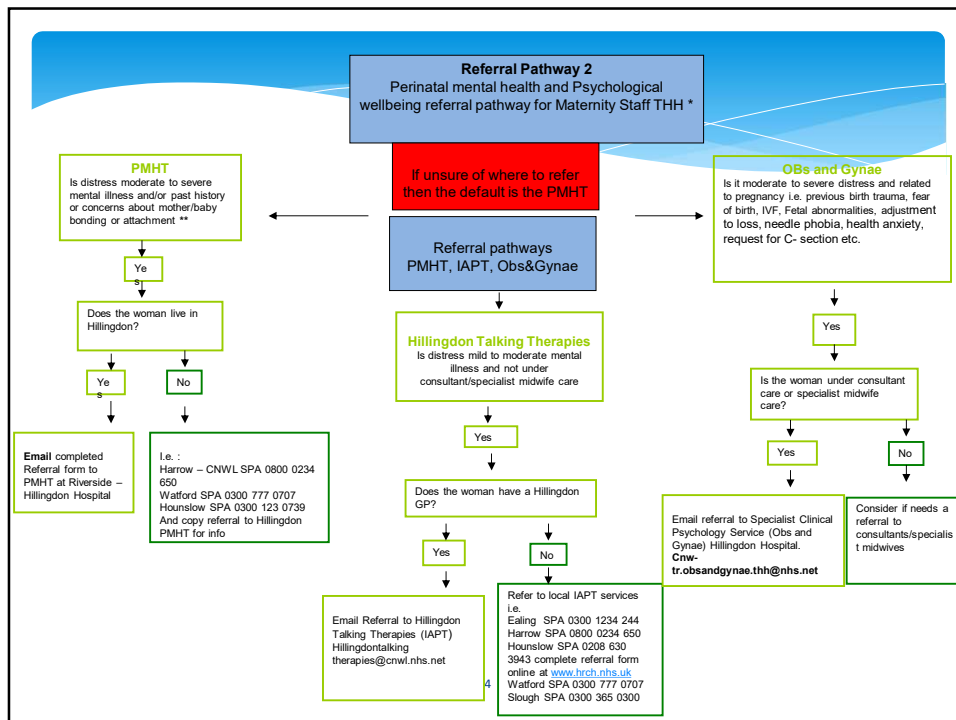 Referral Pathway 2
Perinatal mental health and Psychological
wellbeing referral pathway for Maternity Staff THH *
If unsure of where to refer
then the default is the PMHT
Referral pathways
PMHT, IAPT, Obs&Gynae
PMHT
Is distress moderate to severe
mental illness and/or past history
or concerns about mother/baby
bonding or attachment **
Ye
s
Does the woman live in
Hillingdon?
Ye
s
No
Email completed
Referral form to
PMHT at Riverside –
Hillingdon Hospital
I.e. :
Harrow – CNWL SPA 0800 0234
650
Watford SPA 0300 777 0707
Hounslow SPA 0300 123 0739
And copy referral to Hillingdon
PMHT for info
Hillingdon Talking Therapies
Is distress mild to moderate mental
illness and not under
consultant/specialist midwife care
Yes
Does the woman have a Hillingdon
GP?
Yes
No
Email Referral to Hillingdon
Talking Therapies (IAPT)
Hillingdontalking
therapies@cnwl.nhs.net
Refer to local IAPT services
i.e.
Ealing SPA 0300 1234 244
Harrow SPA 0800 0234 650
Hounslow SPA 0208 630
3943 complete referral form
online at www.hrch.nhs.uk
Watford SPA 0300 777 0707
Slough SPA 0300 365 0300
4
OBs and Gynae
Is it moderate to severe distress and related
to pregnancy i.e. previous birth trauma, fear
of birth, IVF, Fetal abnormalities, adjustment
to loss, needle phobia, health anxiety,
request for C- section etc.
Yes
Is the woman under consultant
care or specialist midwife
care?
Yes
No
Email referral to Specialist Clinical
Psychology Service (Obs and
Gynae) Hillingdon Hospital.
Cnw-
tr.obsandgynae.thh@nhs.net
Consider if needs a
referral to
consultants/specialis
t midwives